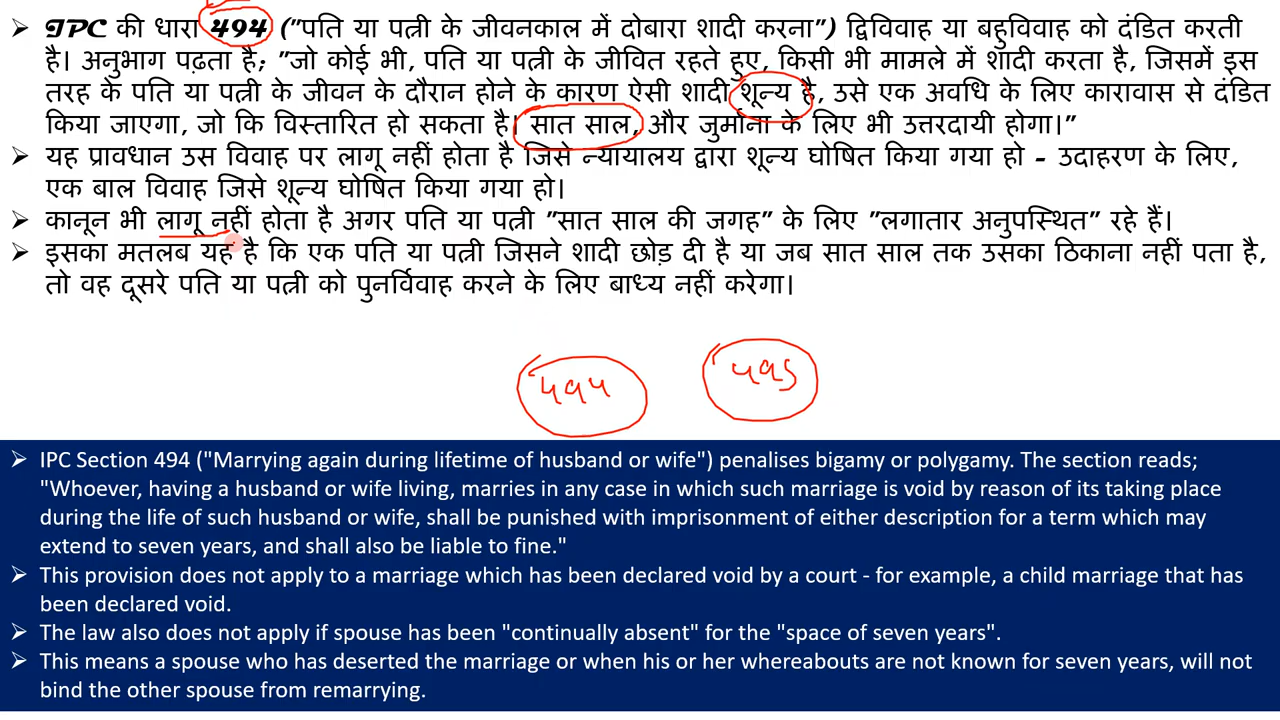 ➢ IPC की धारा 494 ("पति या पत्नी के जीवनकाल में दोबारा शादी करना") द्विविवाह या बहुविवाह को दंडित करती
है। अनुभाग पढ़ता है; "जो कोई भी, पति या पत्नी के जीवित रहते हुए, किसी भी मामले में शादी करता है, जिसमें इस
तरह के पति या पत्नी के जीवन के दौरान होने के कारण ऐसी शादी शून्य है, उसे एक अवधि के लिए कारावास से दंडित
किया जाएगा, जो कि विस्तारित हो सकता है। सात साल, और जुर्माना के लिए भी उत्तरदायी होगा।"
➢ यह प्रावधान उस विवाह पर लागू नहीं होता है जिसे न्यायालय द्वारा शून्य घोषित किया गया हो - उदाहरण के लिए,
एक बाल विवाह जिसे शून्य घोषित किया गया हो।
➢ कानून भी लागू नहीं होता है अगर पति या पत्नी "सात साल की जगह" के लिए "लगातार अनुपस्थित" रहे हैं।
➢ इसका मतलब यह है कि एक पति या पत्नी जिसने शादी छोड़ दी है या जब सात साल तक उसका ठिकाना नहीं पता है,
तो वह दूसरे पति या पत्नी को पुनर्विवाह करने के लिए बाध्य नहीं करेगा।
494 495
➢ IPC Section 494 ("Marrying again during lifetime of husband or wife") penalises bigamy or polygamy. The section reads;
"Whoever, having a husband or wife living, marries in any case in which such marriage is void by reason of its taking place
during the life of such husband or wife, shall be punished with imprisonment of either description for a term which may
extend to seven years, and shall also be liable to fine."
➢ This provision does not apply to a marriage which has been declared void by a court - for example, a child marriage that has
been declared void.
➢ The law also does not apply if spouse has been "continually absent" for the "space of seven years".
➢ This means a spouse who has deserted the marriage or when his or her whereabouts are not known for seven years, will not
bind the other spouse from remarrying.